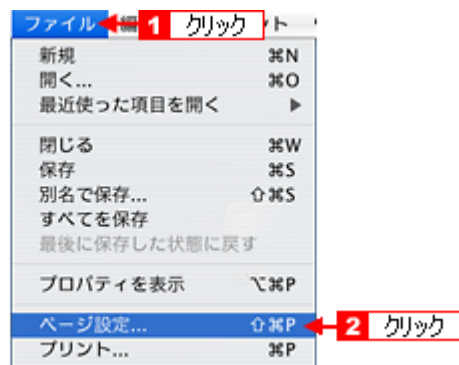 ファイル 編 1 クリック ト
新規 ⌘N
開く... ⌘O
最近使った項目を開く ▶
閉じる ⌘W
保存 ⌘S
別名で保存... ⇧⌘S
すべてを保存
最後に保存した状態に戻す
プロパティを表示 ⌥⌘P
ページ設定... ⇧⌘P 2 クリック
プリント... ⌘P